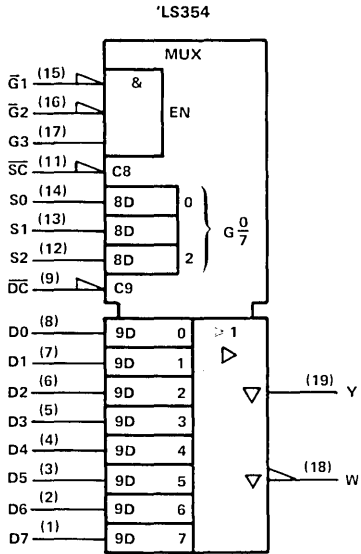 'LS354
MUX
G̅1 (15) & 
G̅2 (16) EN
G3 (17)
S̅C̅ (11) C8
S0 (14) 8D 0
S1 (13) 8D G 0/7
S2 (12) 8D 2
D̅C̅ (9) C9
D0 (8) 9D 0 ≥1
D1 (7) 9D 1 ▷
D2 (6) 9D 2 ▽ (19) Y
D3 (5) 9D 3
D4 (4) 9D 4
D5 (3) 9D 5 ▽ (18) W
D6 (2) 9D 6
D7 (1) 9D 7